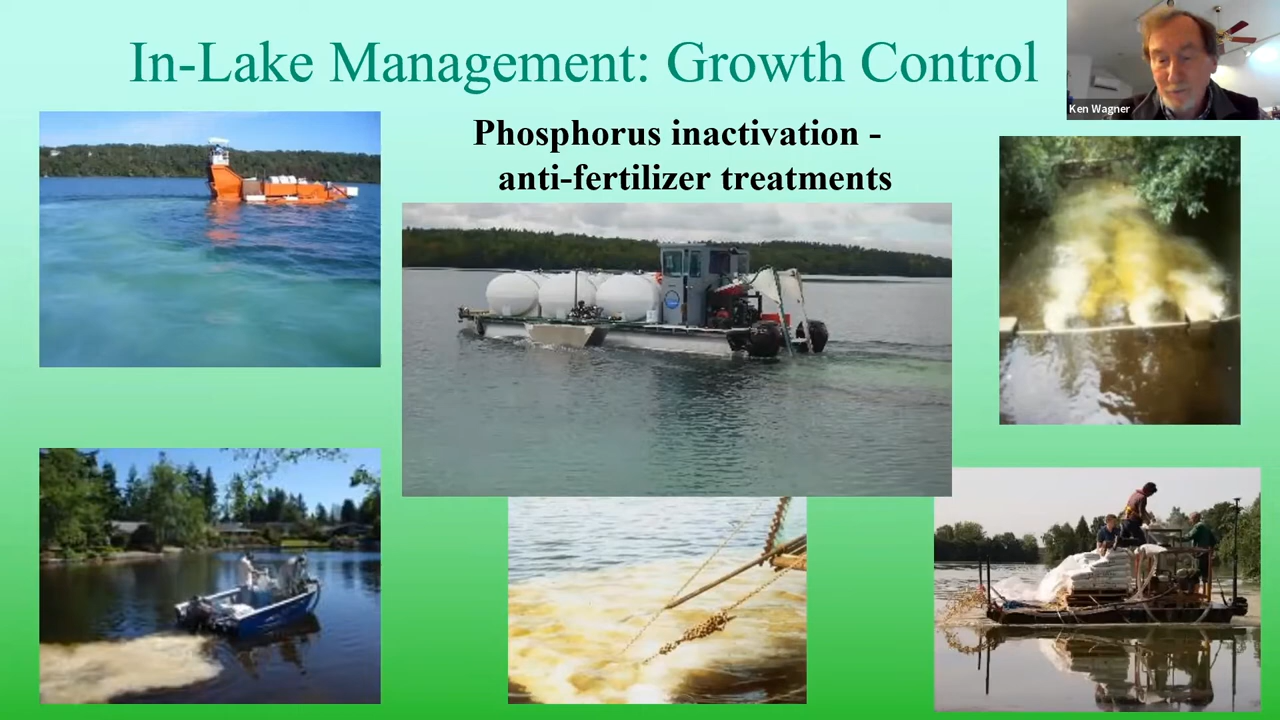 In-Lake Management: Growth Control
Ken Wagner
Phosphorus inactivation -
anti-fertilizer treatments